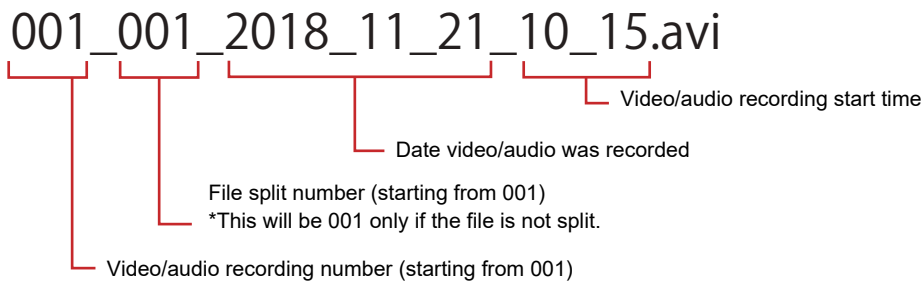 001_001_2018_11_21_10_15.avi
Video/audio recording start time
Date video/audio was recorded
File split number (starting from 001)
*This will be 001 only if the file is not split.
Video/audio recording number (starting from 001)